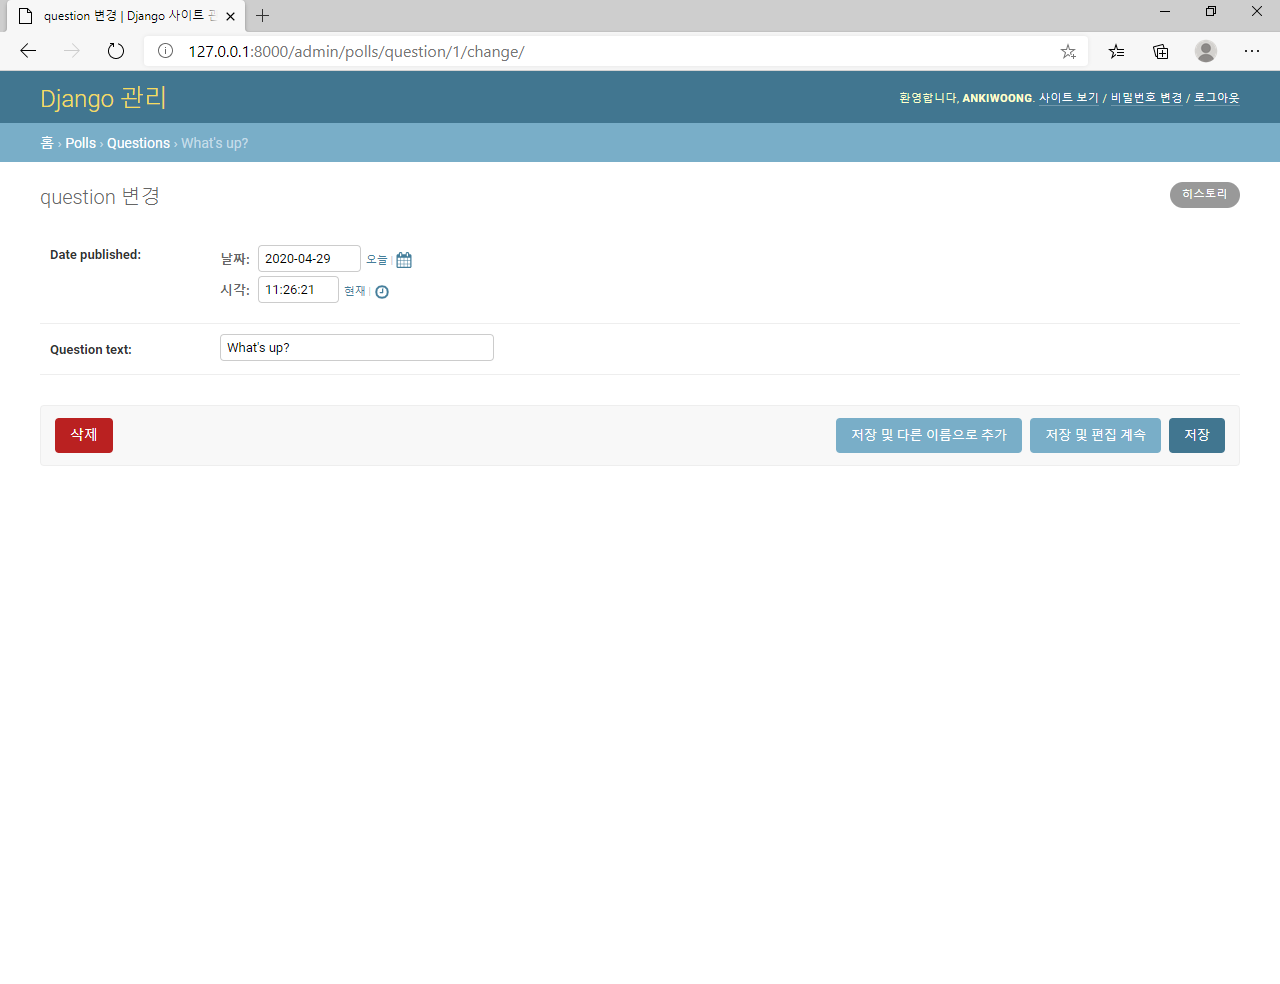 question 변경 | Django 사이트 관
127.0.0.1:8000/admin/polls/question/1/change/
Django 관리
환영합니다, ANKIWOONG. 사이트 보기 / 비밀번호 변경 / 로그아웃
홈 › Polls › Questions › What's up?
question 변경
히스토리
Date published:
날짜: 2020-04-29 오늘 |
시각: 11:26:21 현재 |
Question text: What's up?
삭제 저장 및 다른 이름으로 추가 저장 및 편집 계속 저장